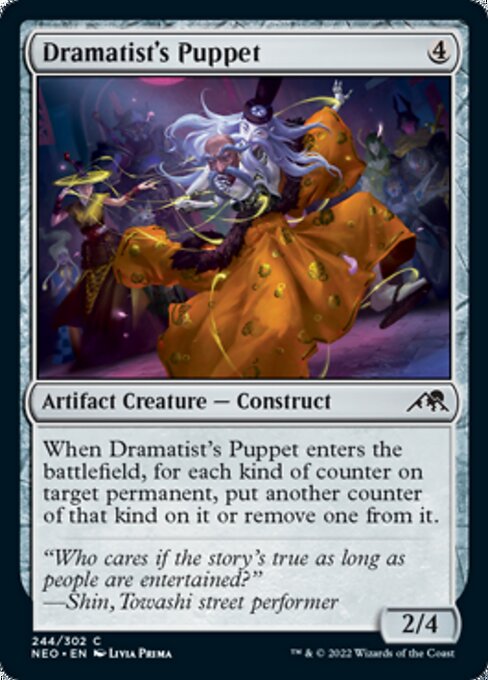 Dramatist's Puppet 4
Artifact Creature — Construct
When Dramatist's Puppet enters the
battlefield, for each kind of counter on
target permanent, put another counter
of that kind on it or remove one from it.
"Who cares if the story's true as long as
people are entertained?"
—Shin, Towashi street performer
2/4
244/302 C
NEO • EN Livia Prima
™ & © 2022 Wizards of the Coast